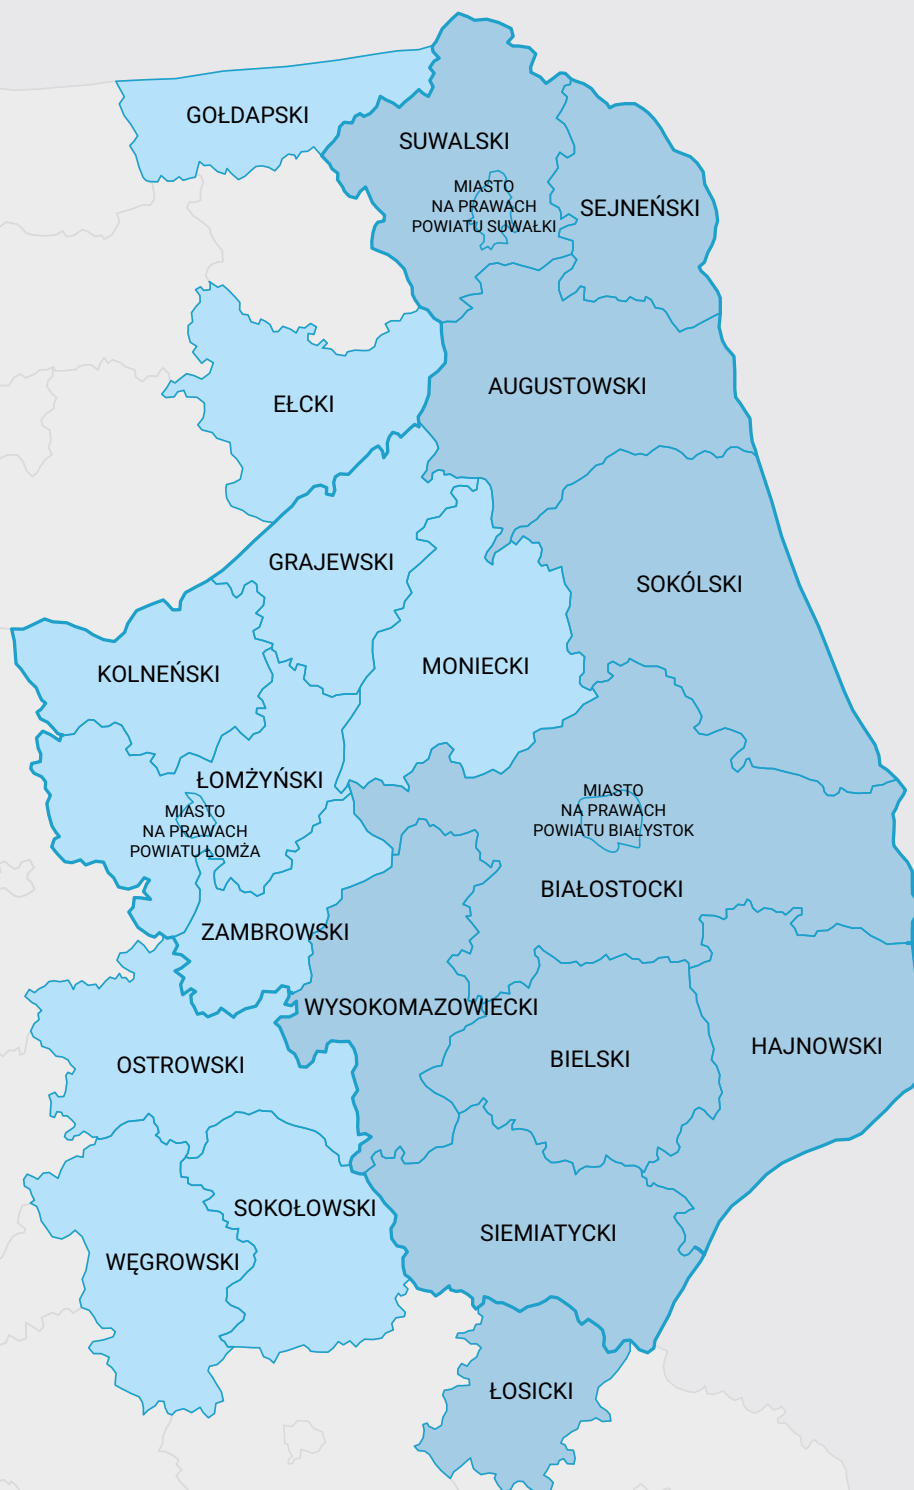 GOŁDAPSKI
SUWALSKI
MIASTO
NA PRAWACH
POWIATU SUWAŁKI
SEJNEŃSKI
AUGUSTOWSKI
EŁCKI
GRAJEWSKI
SOKÓLSKI
MONIECKI
KOLNEŃSKI
ŁOMŻYŃSKI
MIASTO
NA PRAWACH
POWIATU ŁOMŻA
MIASTO
NA PRAWACH
POWIATU BIAŁYSTOK
BIAŁOSTOCKI
ZAMBROWSKI
WYSOKOMAZOWIECKI
HAJNOWSKI
BIELSKI
OSTROWSKI
SOKOŁOWSKI
SIEMIATYCKI
WĘGROWSKI
ŁOSICKI